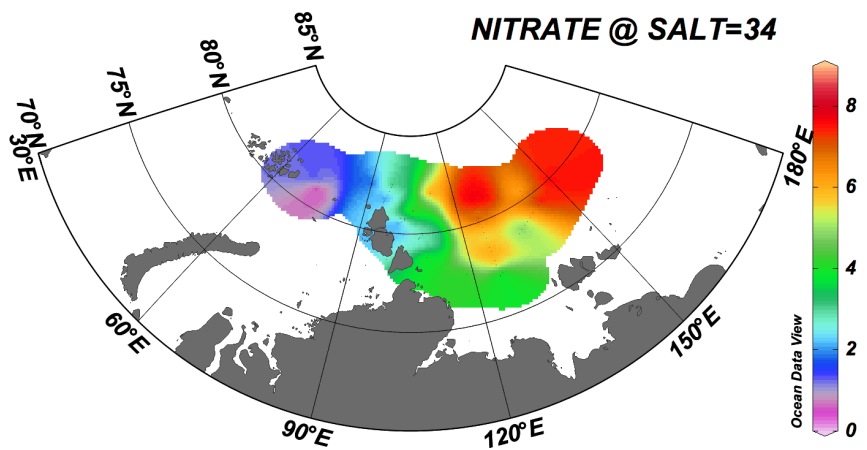 NITRATE @ SALT=34
85°N
80°N
75°N
70°N
30°E
60°E
90°E
120°E
150°E
180°E
8
6
4
2
0
Ocean Data View